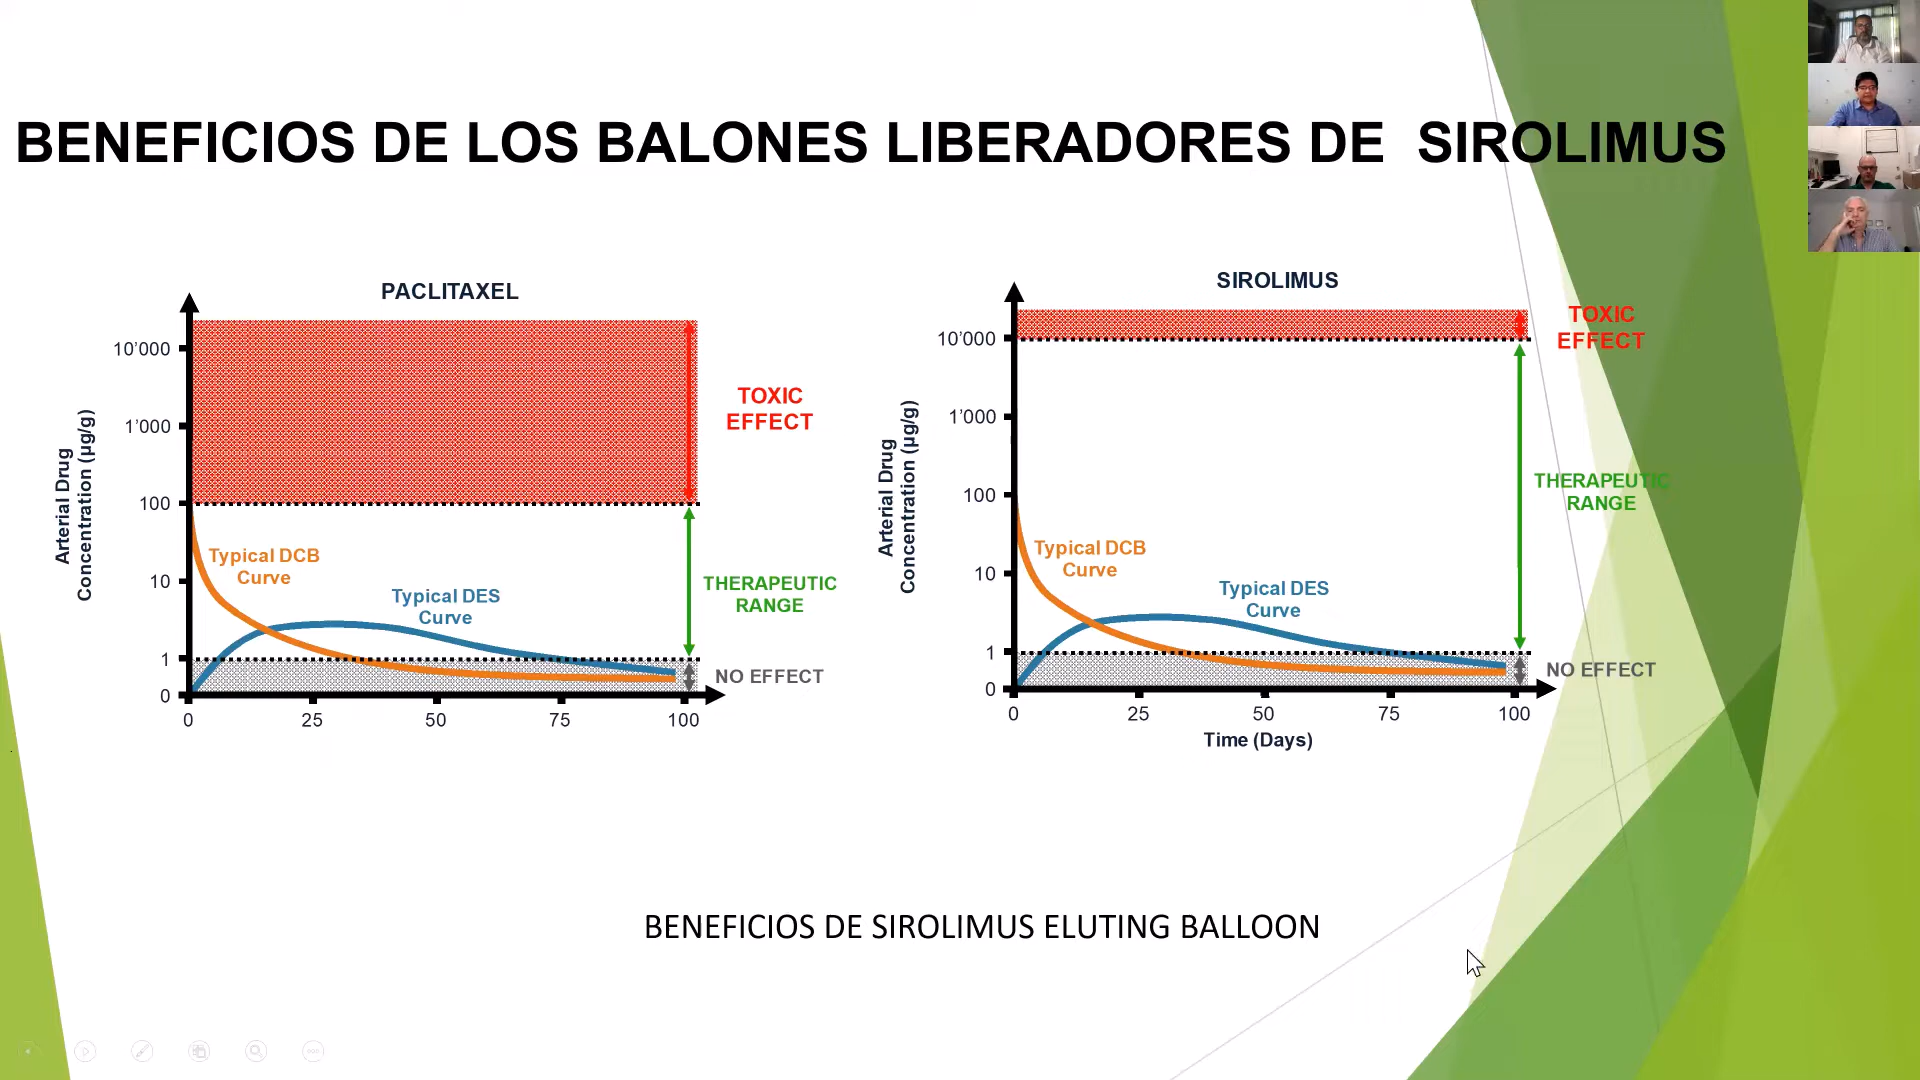 BENEFICIOS DE LOS BALONES LIBERADORES DE SIROLIMUS
PACLITAXEL
Arterial Drug
Concentration (µg/g)
10’000
1’000
100
10
1
0
0
25
50
75
100
Typical DCB
Curve
Typical DES
Curve
TOXIC
EFFECT
THERAPEUTIC
RANGE
NO EFFECT
SIROLIMUS
Arterial Drug
Concentration (µg/g)
10’000
1’000
100
10
1
0
0
25
50
75
100
Time (Days)
Typical DCB
Curve
Typical DES
Curve
TOXIC
EFFECT
THERAPEUTIC
RANGE
NO EFFECT
BENEFICIOS DE SIROLIMUS ELUTING BALLOON